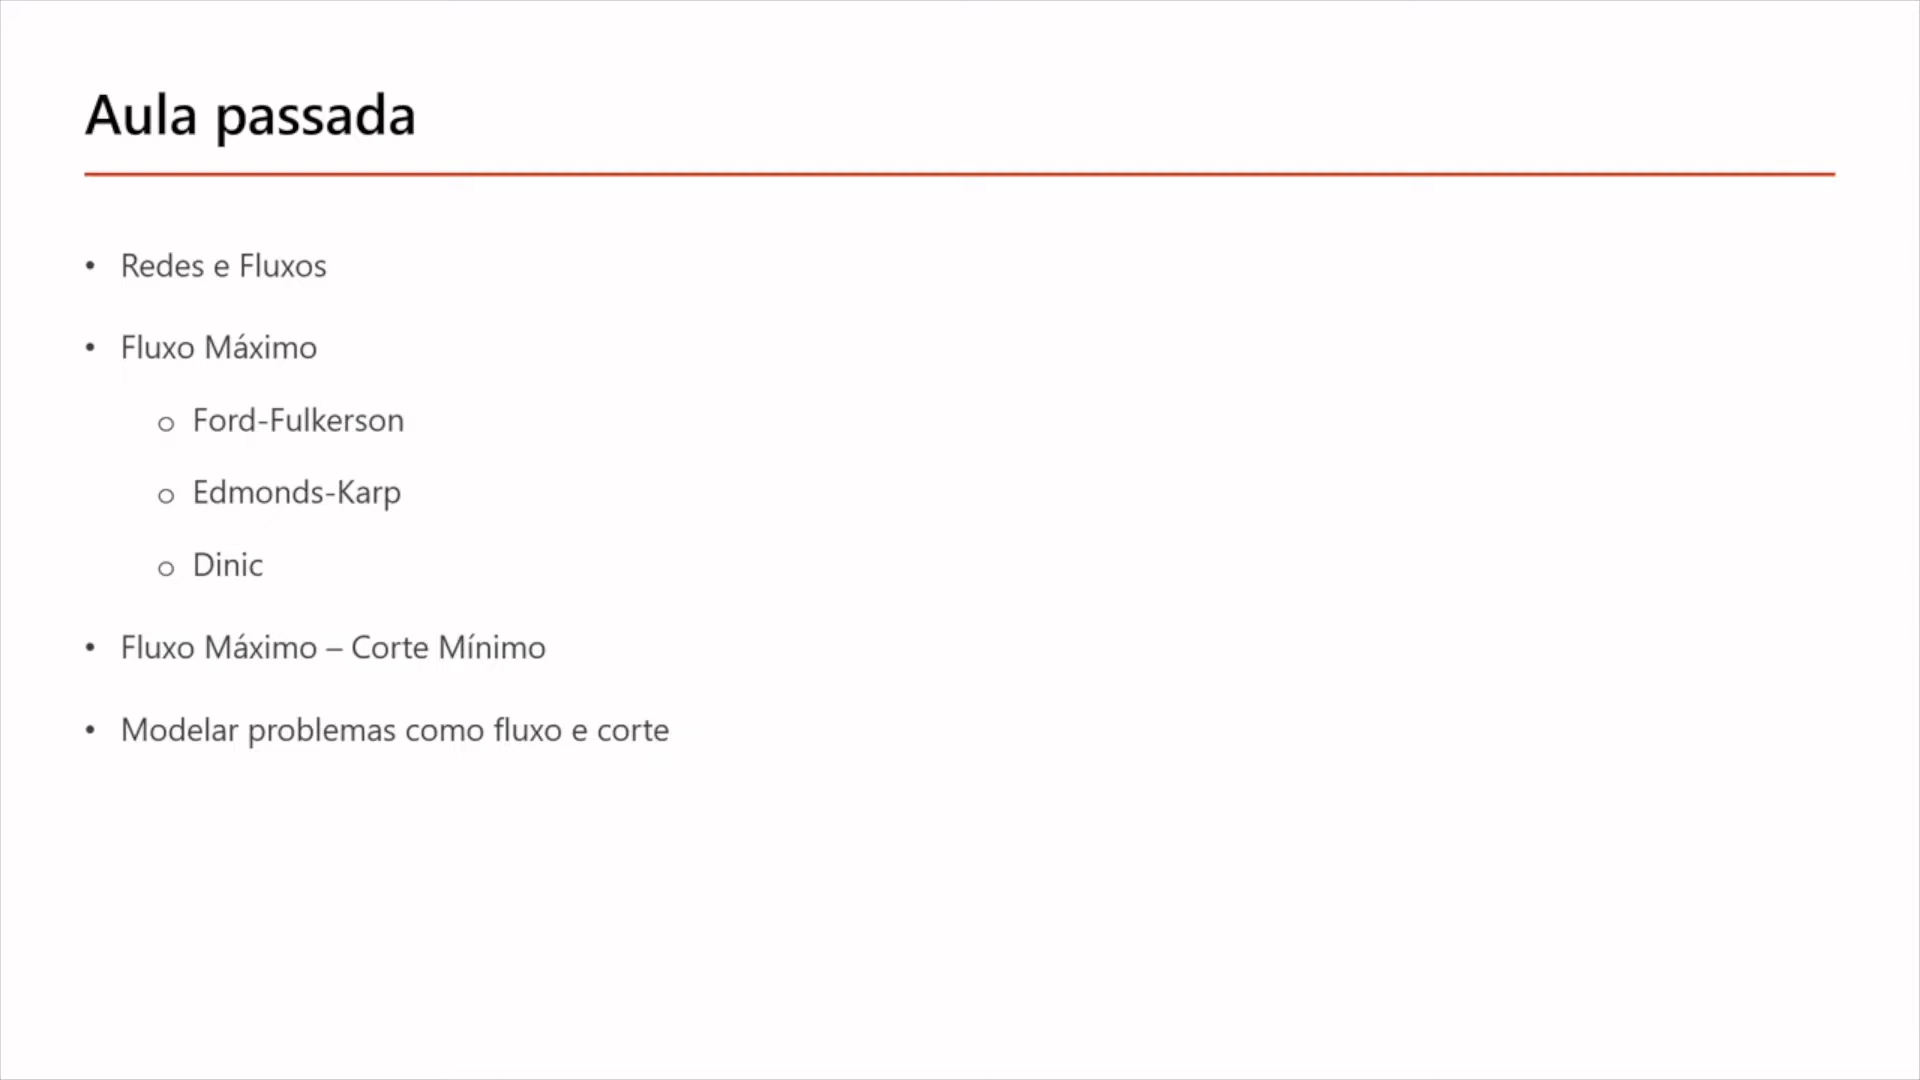 Aula passada
• Redes e Fluxos
• Fluxo Máximo
o Ford-Fulkerson
o Edmonds-Karp
o Dinic
• Fluxo Máximo – Corte Mínimo
• Modelar problemas como fluxo e corte